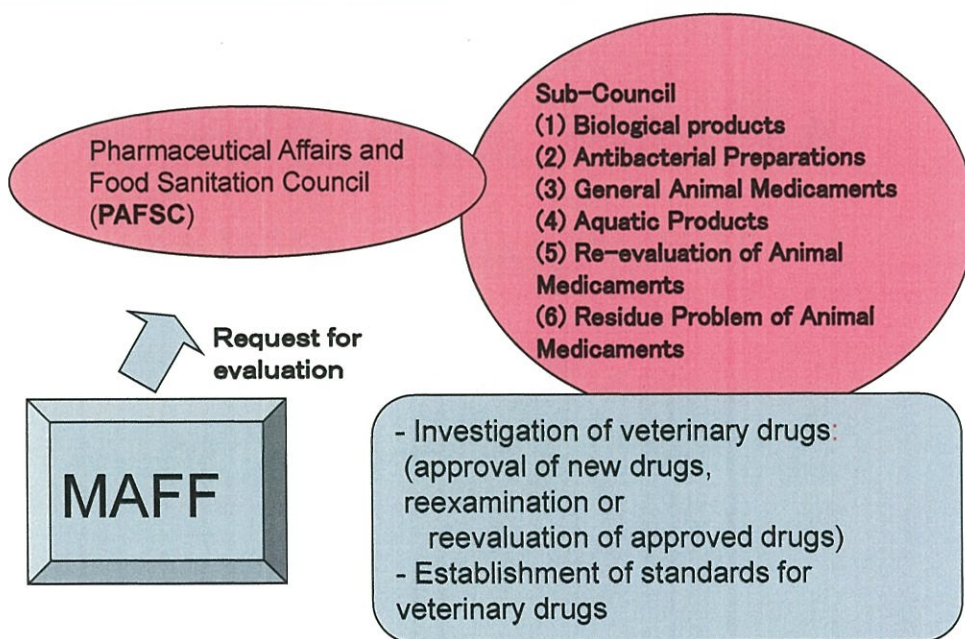 Pharmaceutical Affairs and
Food Sanitation Council
(PAFSC)
Sub-Council
(1) Biological products
(2) Antibacterial Preparations
(3) General Animal Medicaments
(4) Aquatic Products
(5) Re-evaluation of Animal
Medicaments
(6) Residue Problem of Animal
Medicaments
Request for
evaluation
MAFF
- Investigation of veterinary drugs:
(approval of new drugs,
reexamination or
reevaluation of approved drugs)
- Establishment of standards for
veterinary drugs